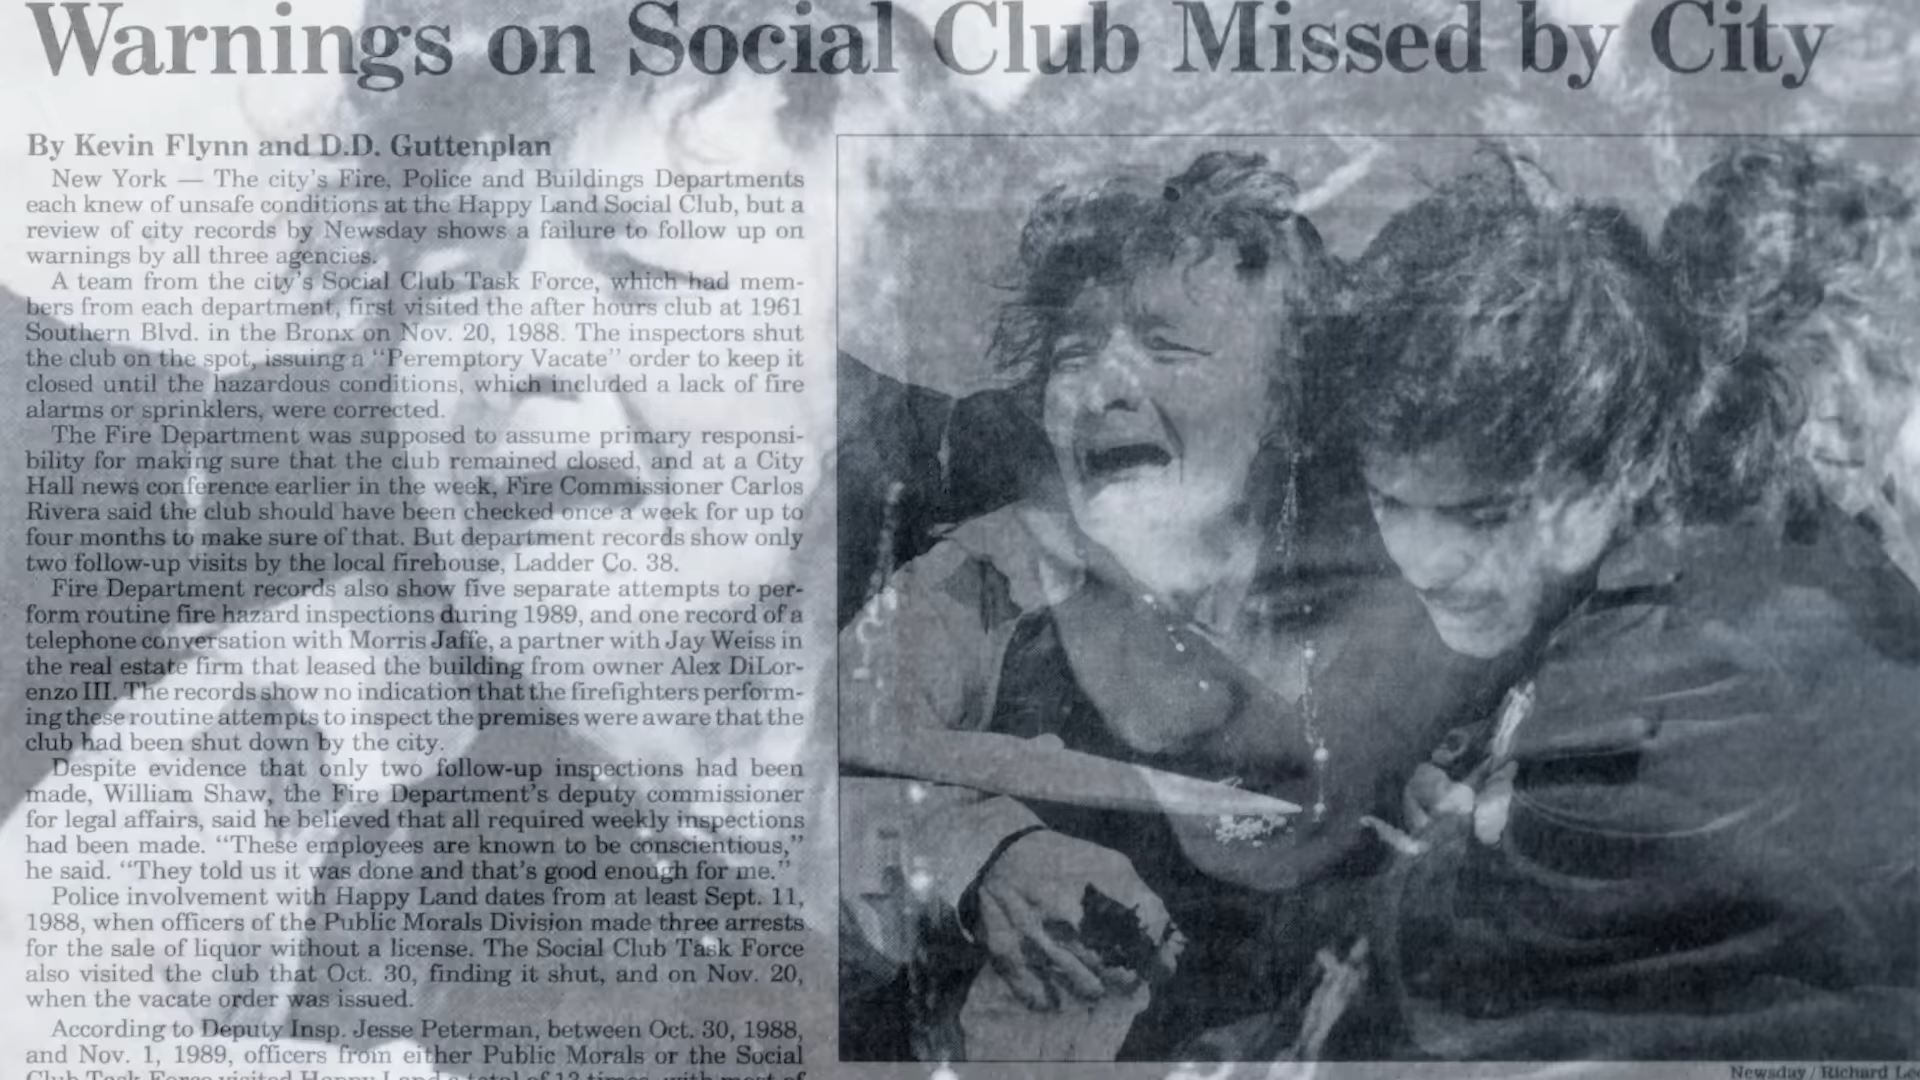 Warnings on Social Club Missed by City
By Kevin Flynn and D.D. Guttenplan
New York — The city's Fire, Police and Buildings Departments
each knew of unsafe conditions at the Happy Land Social Club, but a
review of city records by Newsday shows a failure to follow up on
warnings by all three agencies.
A team from the city's Social Club Task Force, which had mem-
bers from each department, first visited the after hours club at 1961
Southern Blvd. in the Bronx on Nov. 20, 1988. The inspectors shut
the club on the spot, issuing a "Peremptory Vacate" order to keep it
closed until the hazardous conditions, which included a lack of fire
alarms or sprinklers, were corrected.
The Fire Department was supposed to assume primary responsi-
bility for making sure that the club remained closed, and at a City
Hall news conference earlier in the week, Fire Commissioner Carlos
Rivera said the club should have been checked once a week for up to
four months to make sure of that. But department records show only
two follow-up visits by the local firehouse, Ladder Co. 38.
Fire Department records also show five separate attempts to per-
form routine fire hazard inspections during 1989, and one record of a
telephone conversation with Morris Jaffe, a partner with Jay Weiss in
the real estate firm that leased the building from owner Alex DiLor-
enzo III. The records show no indication that the firefighters perform-
ing these routine attempts to inspect the premises were aware that the
club had been shut down by the city.
Despite evidence that only two follow-up inspections had been
made, William Shaw, the Fire Department's deputy commissioner
for legal affairs, said he believed that all required weekly inspections
had been made. "These employees are known to be conscientious,"
he said. "They told us it was done and that's good enough for me."
Police involvement with Happy Land dates from at least Sept. 11,
1988, when officers of the Public Morals Division made three arrests
for the sale of liquor without a license. The Social Club Task Force
also visited the club that Oct. 30, finding it shut, and on Nov. 20,
when the vacate order was issued.
According to Deputy Insp. Jesse Peterman, between Oct. 30, 1988,
and Nov. 1, 1989, officers from either Public Morals or the Social
Club Task Force visited Happy Land a total of 12 times, with most of
Newsday / Richard Lee